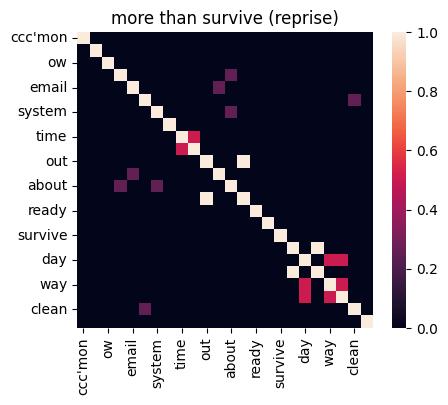 more than survive (reprise)
ccc'mon
ow
email
system
time
out
about
ready
survive
day
way
clean
1.0
0.8
0.6
0.4
0.2
0.0
ccc'mon
ow
email
system
time
out
about
ready
survive
day
way
clean